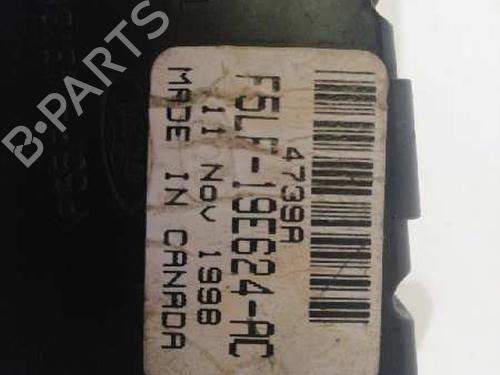 B-PARTS
4739A
F5LF-19E624-AC
11 Nov 1998
MADE IN CANADA